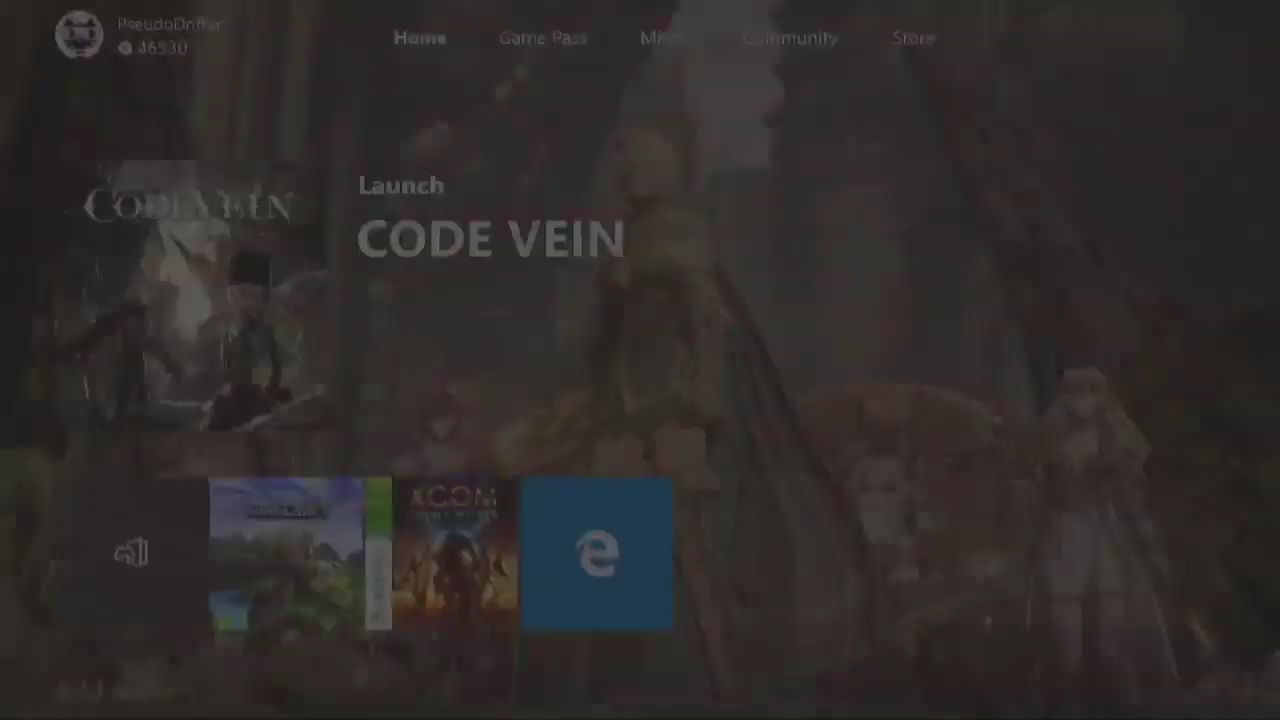 PseudoDrifter
G 46530
Home
Game Pass
Community
Store
CODE VEIN
Launch
CODE VEIN
XCOM